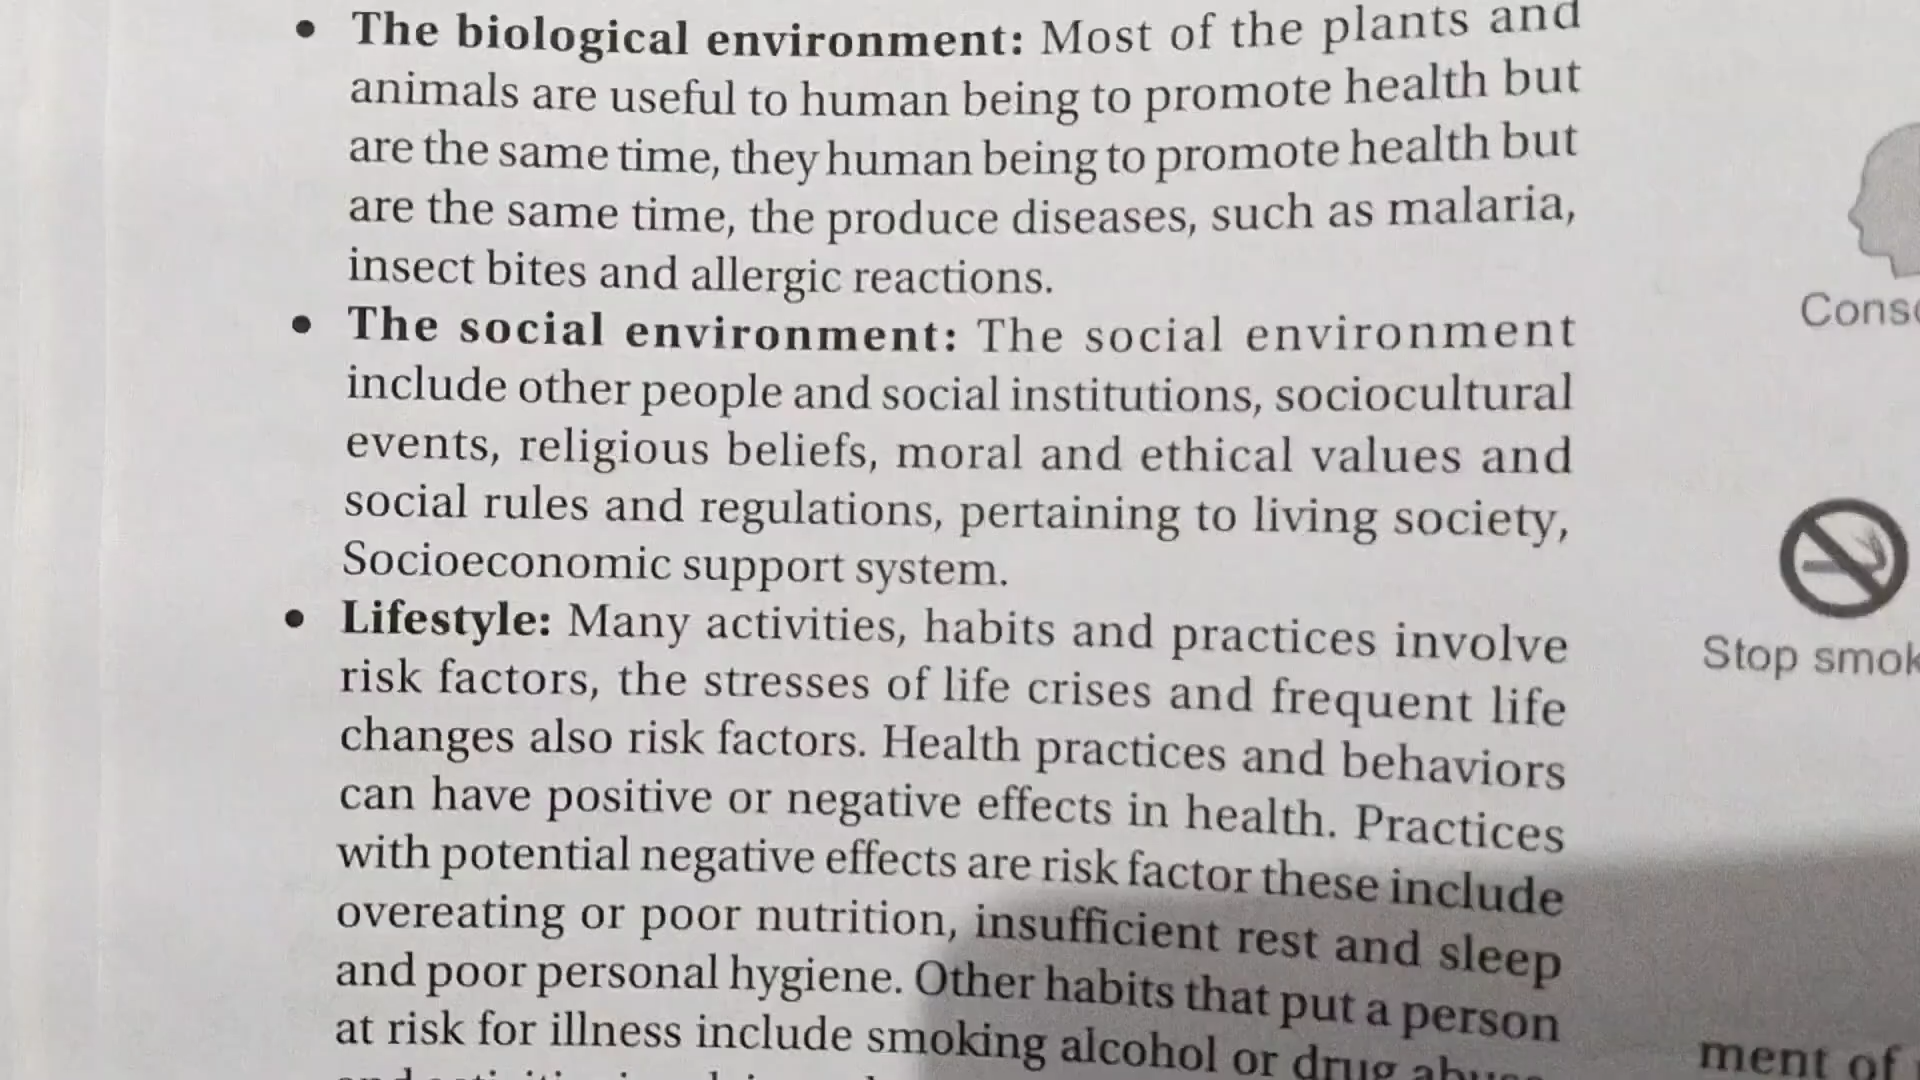 • The biological environment: Most of the plants and
animals are useful to human being to promote health but
are the same time, they human being to promote health but
are the same time, the produce diseases, such as malaria,
insect bites and allergic reactions.
• The social environment: The social environment
include other people and social institutions, sociocultural
events, religious beliefs, moral and ethical values and
social rules and regulations, pertaining to living society,
Socioeconomic support system.
• Lifestyle: Many activities, habits and practices involve
risk factors, the stresses of life crises and frequent life
changes also risk factors. Health practices and behaviors
can have positive or negative effects in health. Practices
with potential negative effects are risk factor these include
overeating or poor nutrition, insufficient rest and sleep
and poor personal hygiene. Other habits that put a person
at risk for illness include smoking alcohol or drug
Stop
ment of